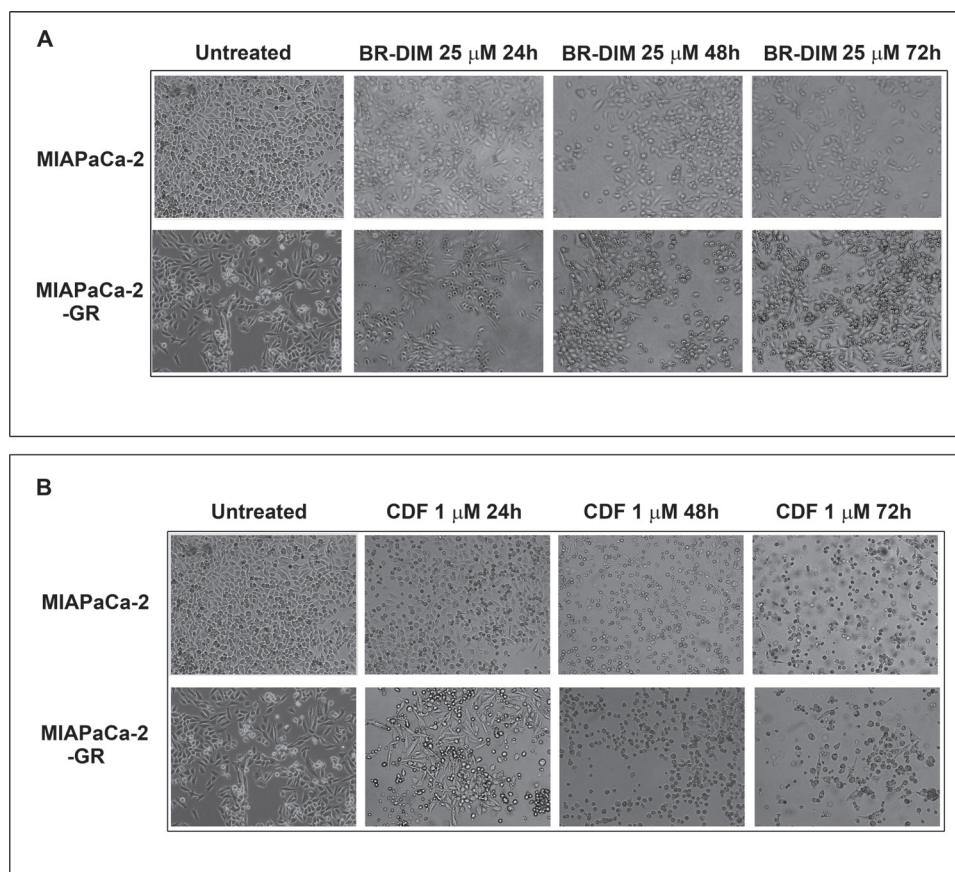 A
Untreated BR-DIM 25 μM 24h BR-DIM 25 μM 48h BR-DIM 25 μM 72h
MIAPaCa-2
MIAPaCa-2
-GR
B
Untreated CDF 1 μM 24h CDF 1 μM 48h CDF 1 μM 72h
MIAPaCa-2
MIAPaCa-2
-GR